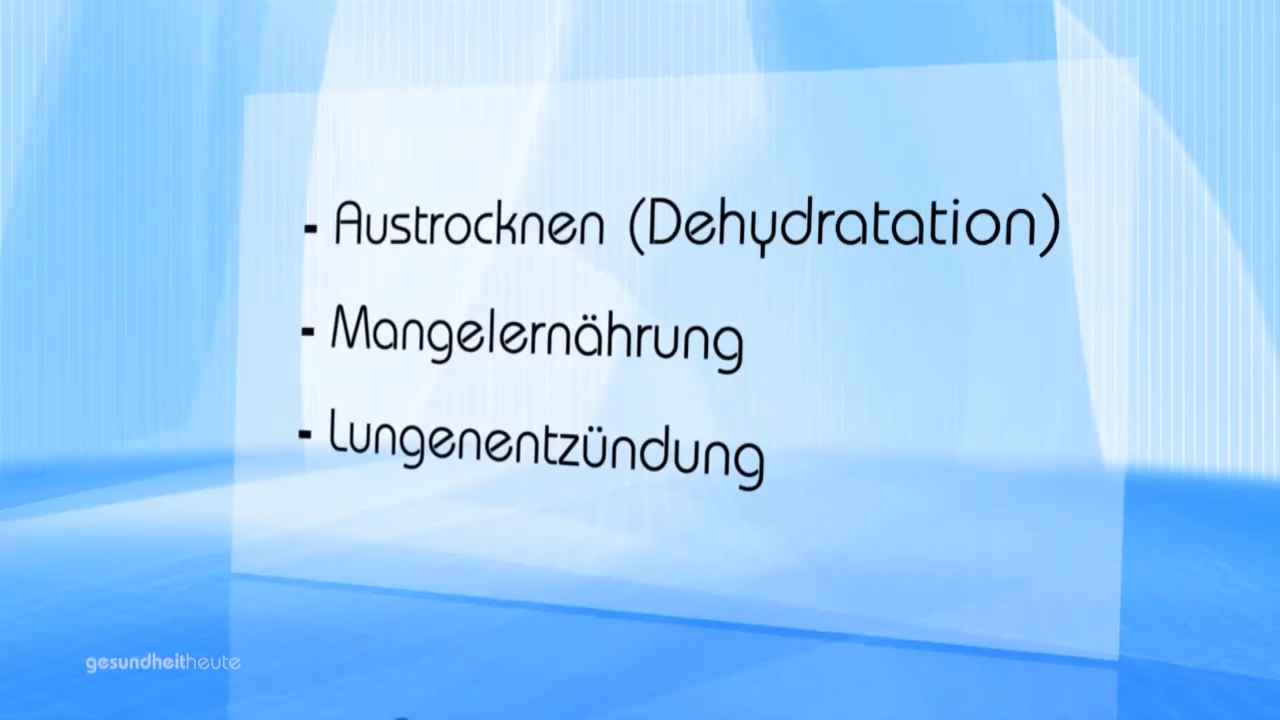 - Austrocknen (Dehydratation)
- Mangelernährung
- Lungenentzündung
gesundheitheute